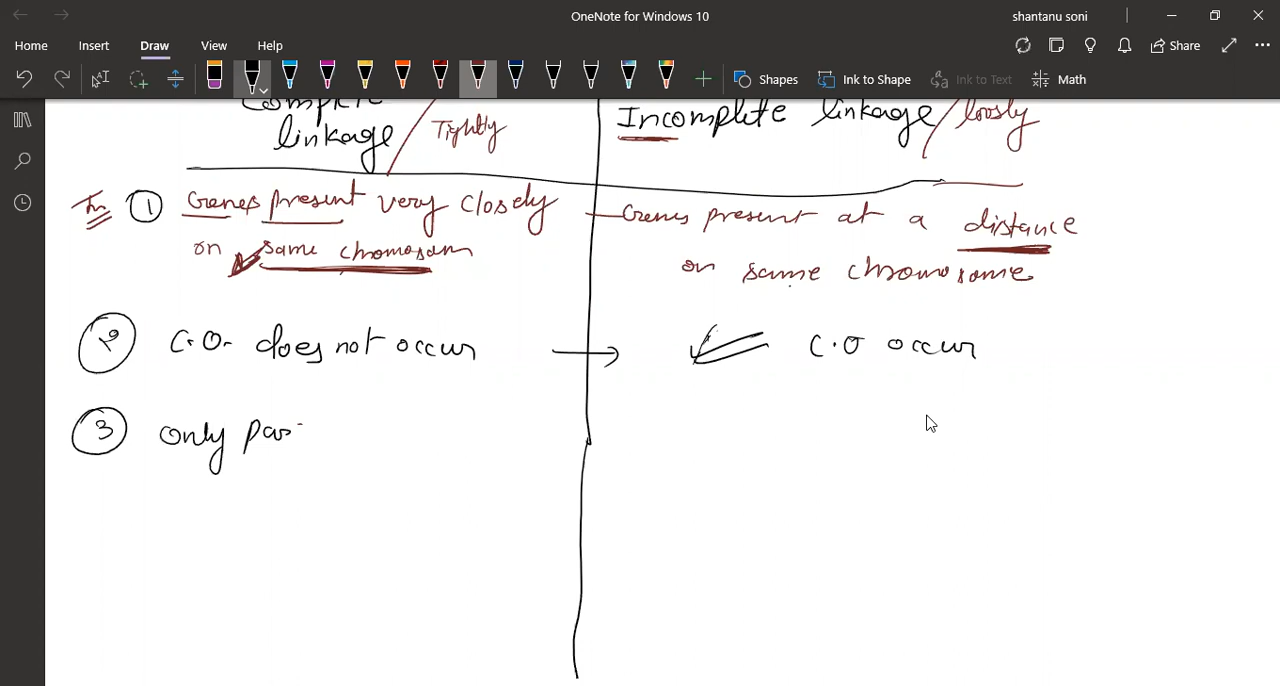 OneNote for Windows 10
shantanu soni
Home Insert Draw View Help
Share
Shapes
Ink to Shape
Ink to Text
Math
Complete
linkage / Tightly
Incomplete linkage / loosly
1 Genes present very closely
on same chromosom
Genes present at a distance
on same chromosome
2 C.O. does not occur
C.O occur
3 only par